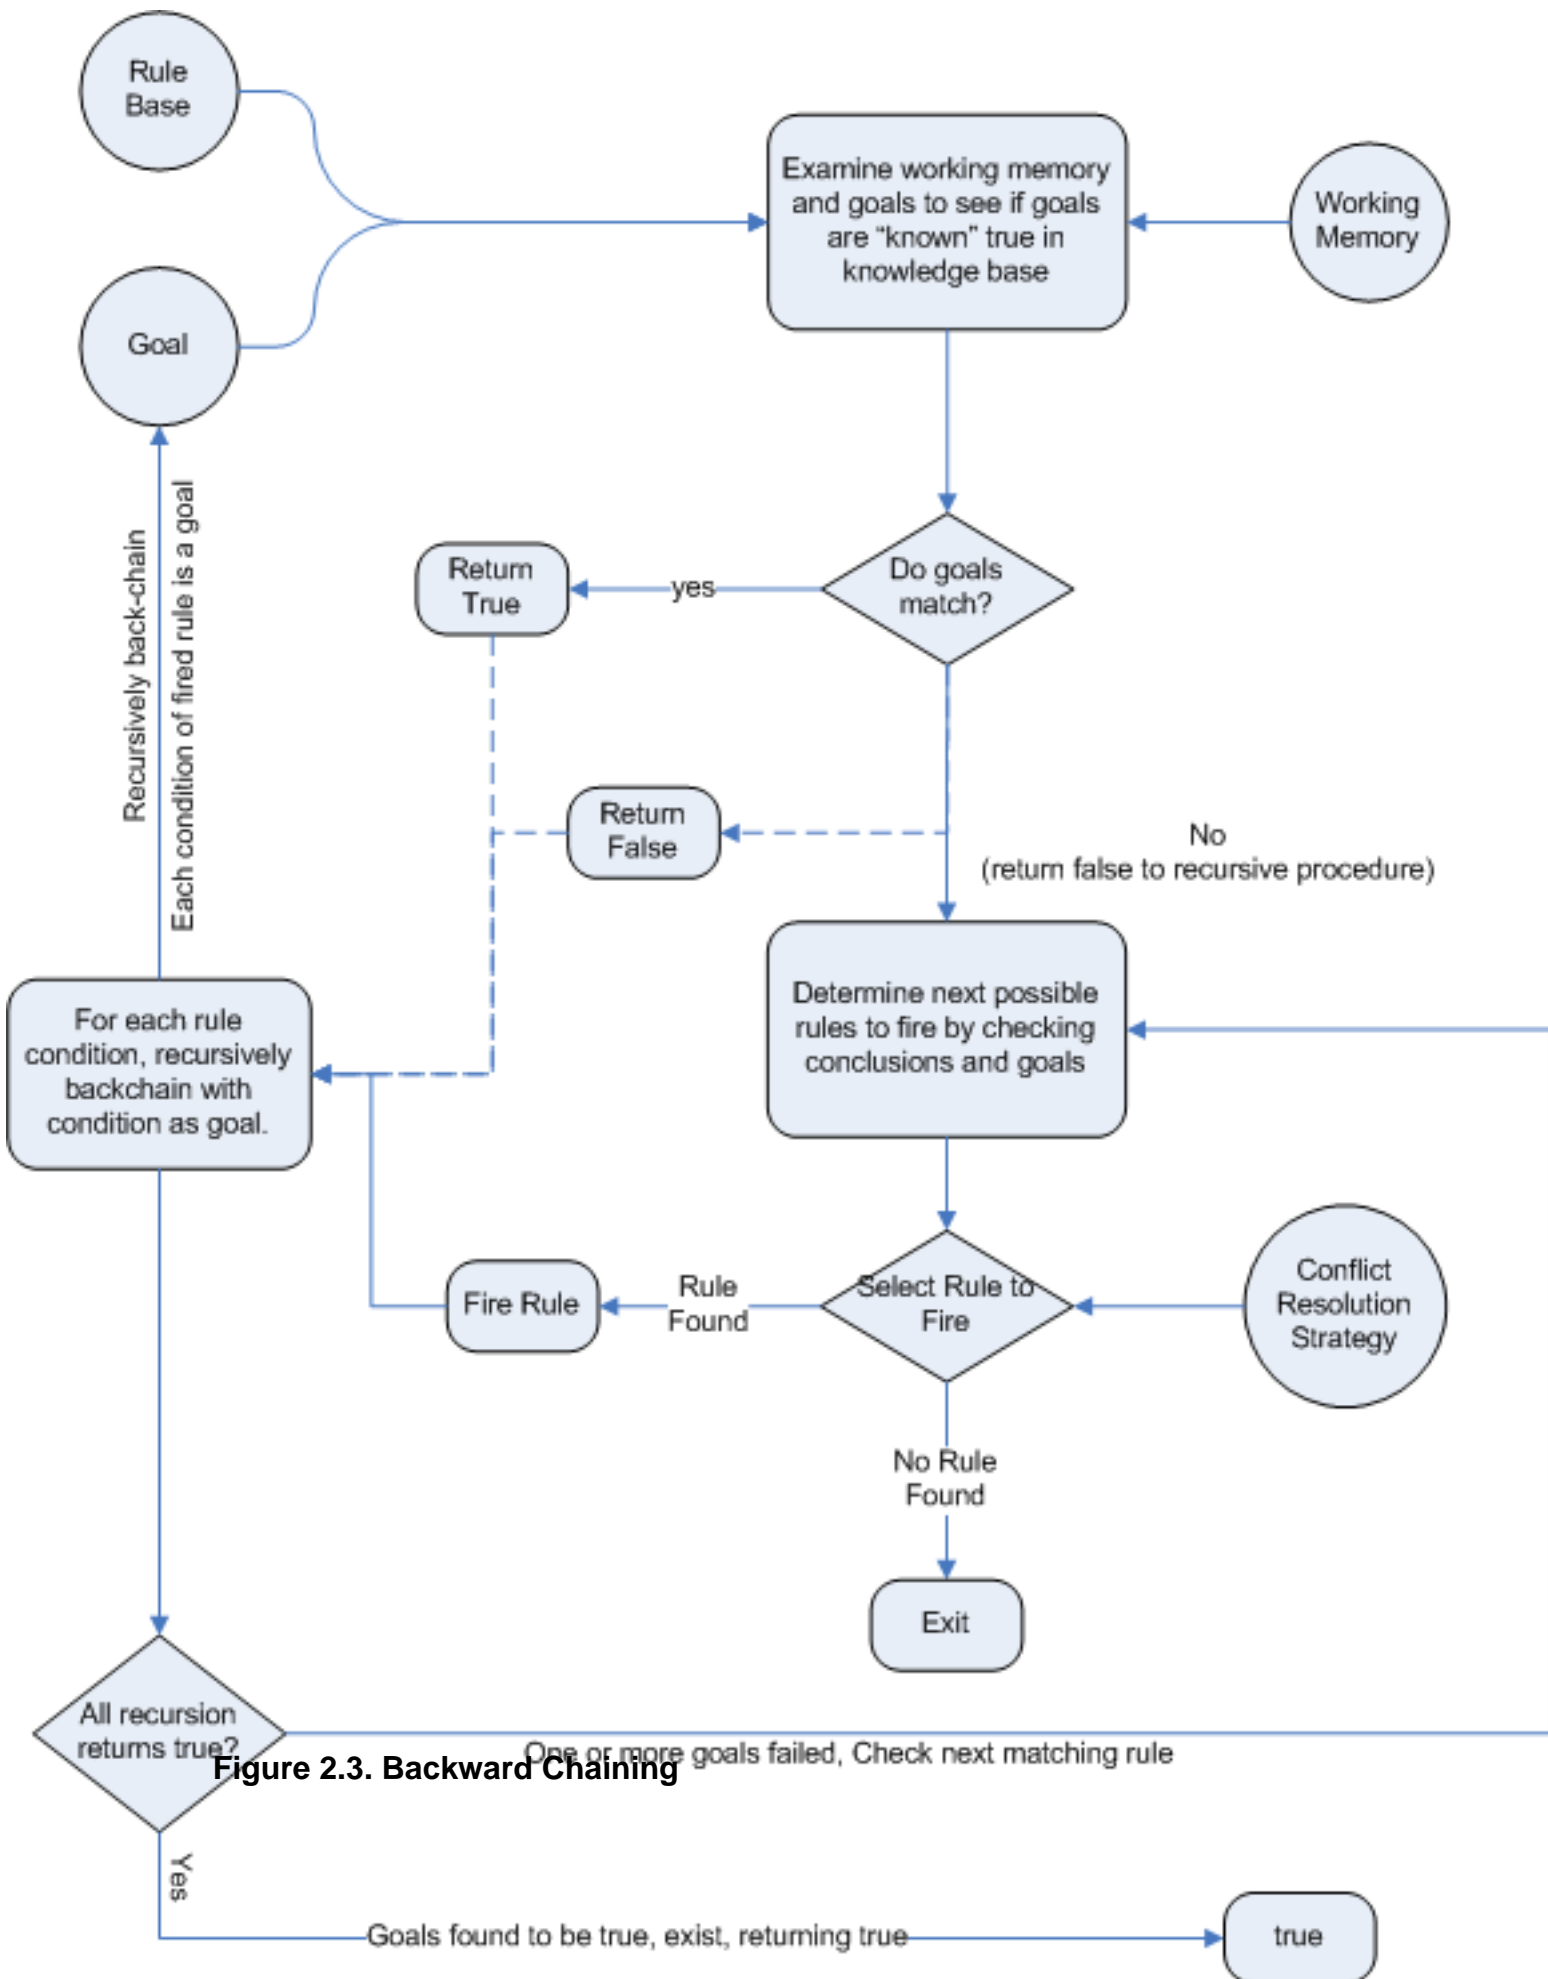 Rule
Base
Examine working memory
and goals to see if goals
are “known” true in
knowledge base
Working
Memory
Goal
Recursively back-chain
Each condition of fired rule is a goal
Return
True
yes
Do goals
match?
Return
False
No
(return false to recursive procedure)
For each rule
condition, recursively
backchain with
condition as goal.
Determine next possible
rules to fire by checking
conclusions and goals
Fire Rule
Rule
Found
Select Rule to
Fire
Conflict
Resolution
Strategy
No Rule
Found
Exit
All recursion
returns true?
One or more goals failed, Check next matching rule
Figure 2.3. Backward Chaining
Yes
Goals found to be true, exist, returning true
true